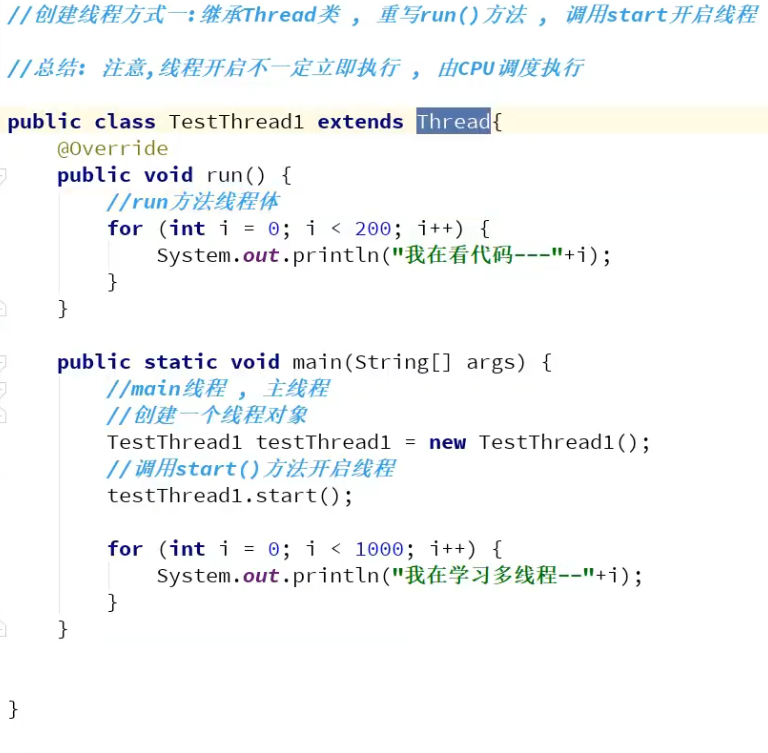 //创建线程方式一:继承Thread类 , 重写run()方法 , 调用start开启线程
//总结: 注意,线程开启不一定立即执行 , 由CPU调度执行
public class TestThread1 extends Thread{
@Override
public void run() {
//run方法线程体
for (int i = 0; i < 200; i++) {
System.out.println("我在看代码---"+i);
}
}
public static void main(String[] args) {
//main线程 , 主线程
//创建一个线程对象
TestThread1 testThread1 = new TestThread1();
//调用start()方法开启线程
testThread1.start();
for (int i = 0; i < 1000; i++) {
System.out.println("我在学习多线程--"+i);
}
}
}